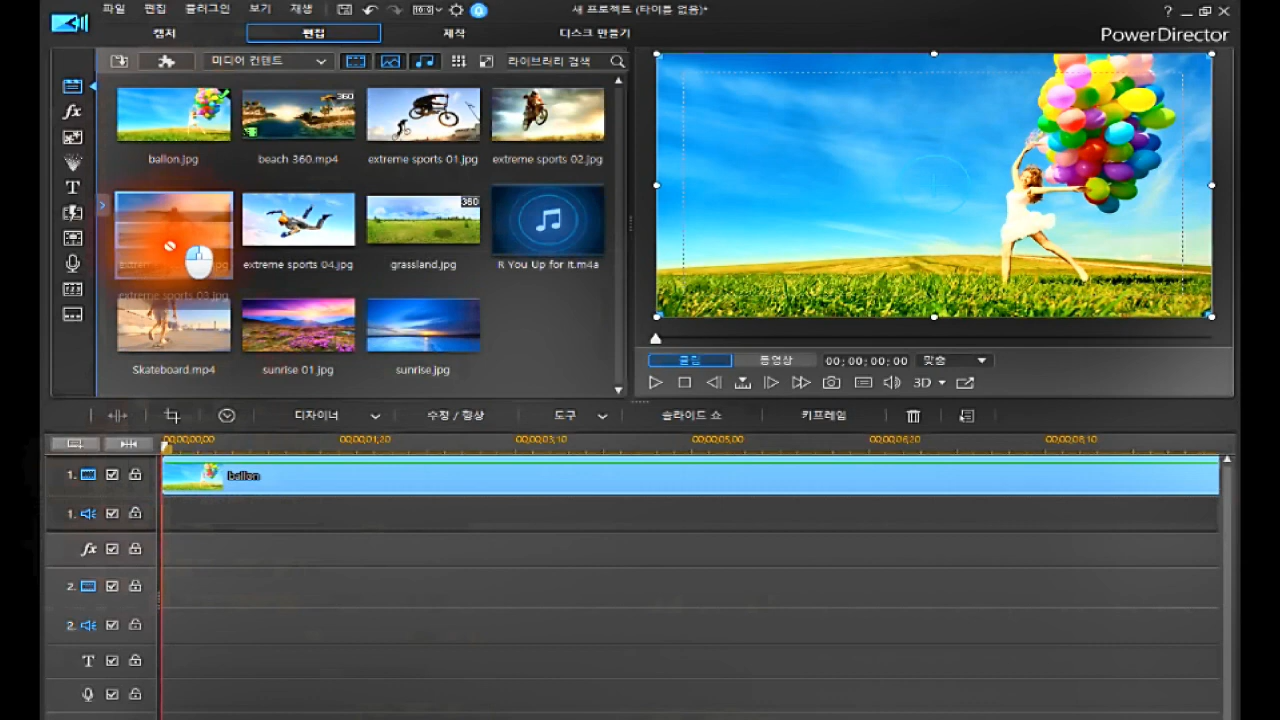 파일 편집 플러그인 보기 재생 새 프로젝트 (타이틀 없음)*
캡처 편집 제작 디스크 만들기 PowerDirector
미디어 컨텐트 라이브러리 검색
360
ballon.jpg beach 360.mp4 extreme sports 01.jpg extreme sports 02.jpg
360
extreme sports 04.jpg grassland.jpg R You Up for It.m4a
extreme sports 03.jpg
Skateboard.mp4 sunrise 01.jpg sunrise.jpg
클립 동영상 00;00;00;00 맞춤
3D
디자이너 수정 / 향상 도구 슬라이드 쇼 키프레임
00;00;00;00 00;00;01;20 00;00;03;10 00;00;05;00 00;00;06;20 00;00;08;10
1. ballon
1.
fx
2.
2.
T